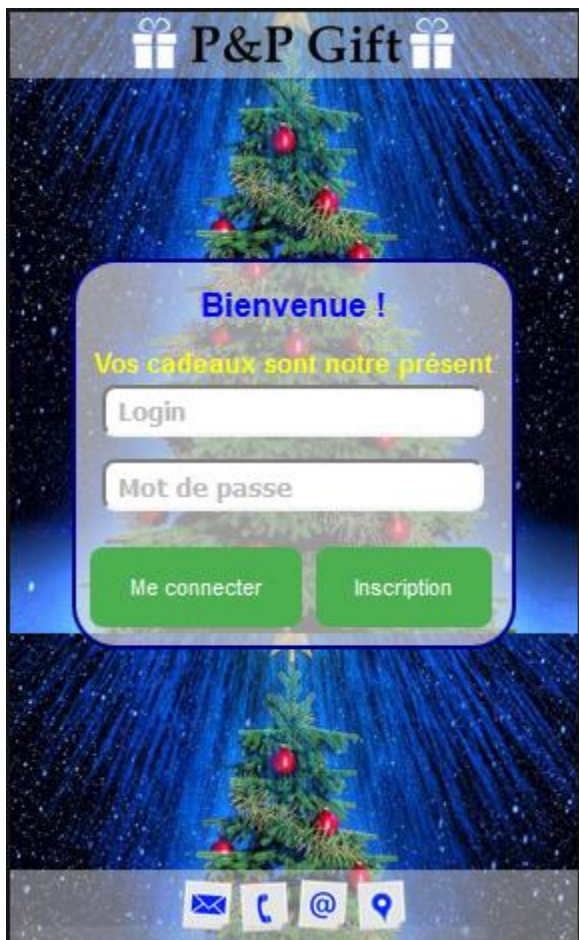 P&P Gift
Bienvenue !
Vos cadeaux sont notre présent
Login
Mot de passe
Me connecter
Inscription
@